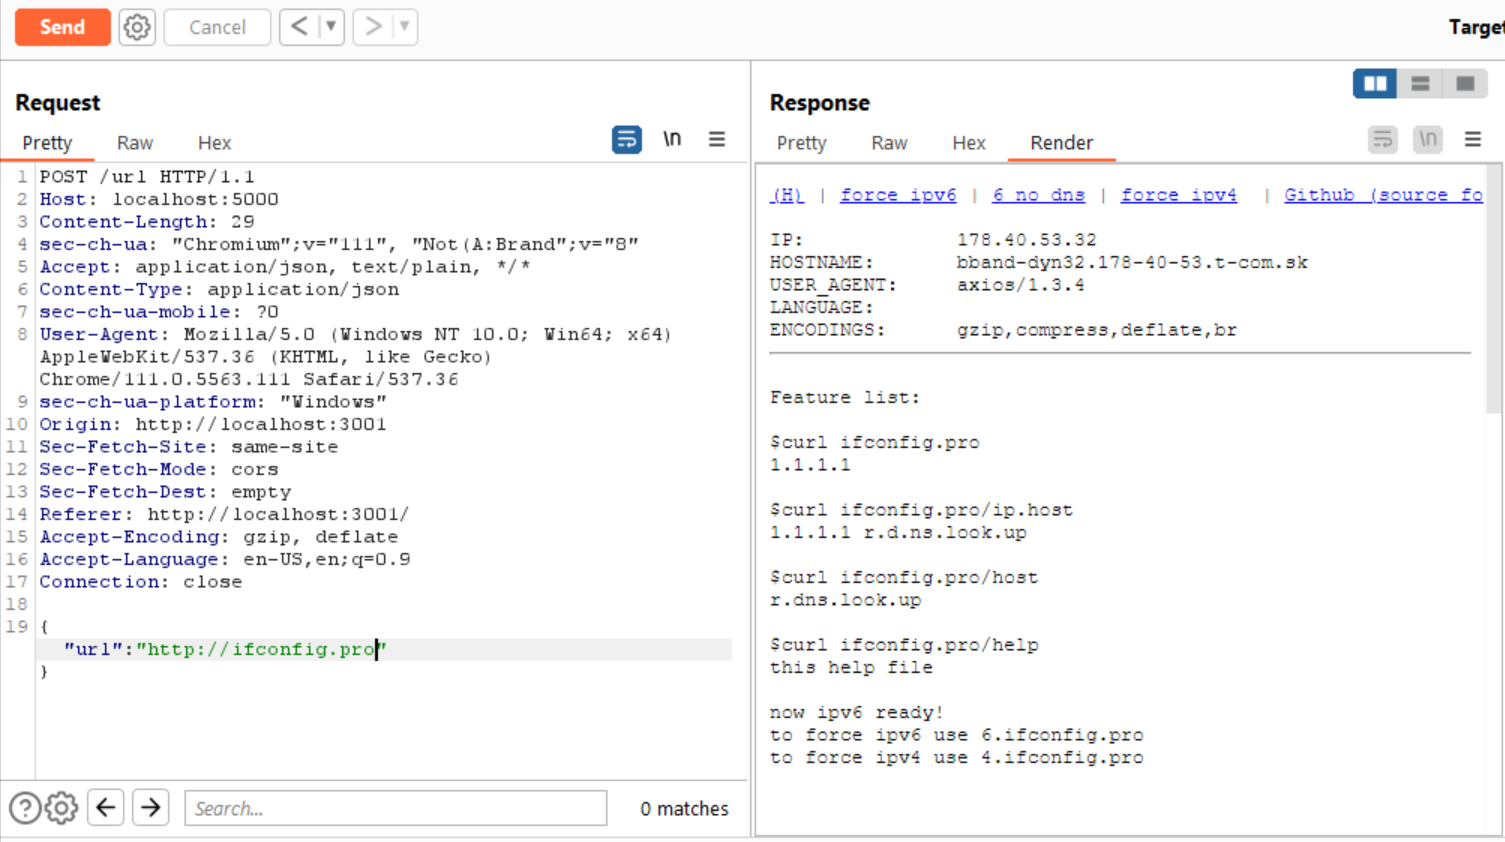 Send
Cancel
< ▼
> ▼
Target
Request
Pretty Raw Hex
\n
1 POST /url HTTP/1.1
2 Host: localhost:5000
3 Content-Length: 29
4 sec-ch-ua: "Chromium";v="111", "Not(A:Brand";v="8"
5 Accept: application/json, text/plain, */*
6 Content-Type: application/json
7 sec-ch-ua-mobile: ?0
8 User-Agent: Mozilla/5.0 (Windows NT 10.0; Win64; x64)
AppleWebKit/537.36 (KHTML, like Gecko)
Chrome/111.0.5563.111 Safari/537.36
9 sec-ch-ua-platform: "Windows"
10 Origin: http://localhost:3001
11 Sec-Fetch-Site: same-site
12 Sec-Fetch-Mode: cors
13 Sec-Fetch-Dest: empty
14 Referer: http://localhost:3001/
15 Accept-Encoding: gzip, deflate
16 Accept-Language: en-US,en;q=0.9
17 Connection: close
18
19 {
"url":"http://ifconfig.pro"
}
?
Search...
0 matches
Response
Pretty Raw Hex Render
\n
(H) | force ipv6 | 6 no dns | force ipv4 | Github (source fo
IP: 178.40.53.32
HOSTNAME: bband-dyn32.178-40-53.t-com.sk
USER_AGENT: axios/1.3.4
LANGUAGE:
ENCODINGS: gzip,compress,deflate,br
Feature list:
$curl ifconfig.pro
1.1.1.1
$curl ifconfig.pro/ip.host
1.1.1.1 r.d.ns.look.up
$curl ifconfig.pro/host
r.dns.look.up
$curl ifconfig.pro/help
this help file
now ipv6 ready!
to force ipv6 use 6.ifconfig.pro
to force ipv4 use 4.ifconfig.pro